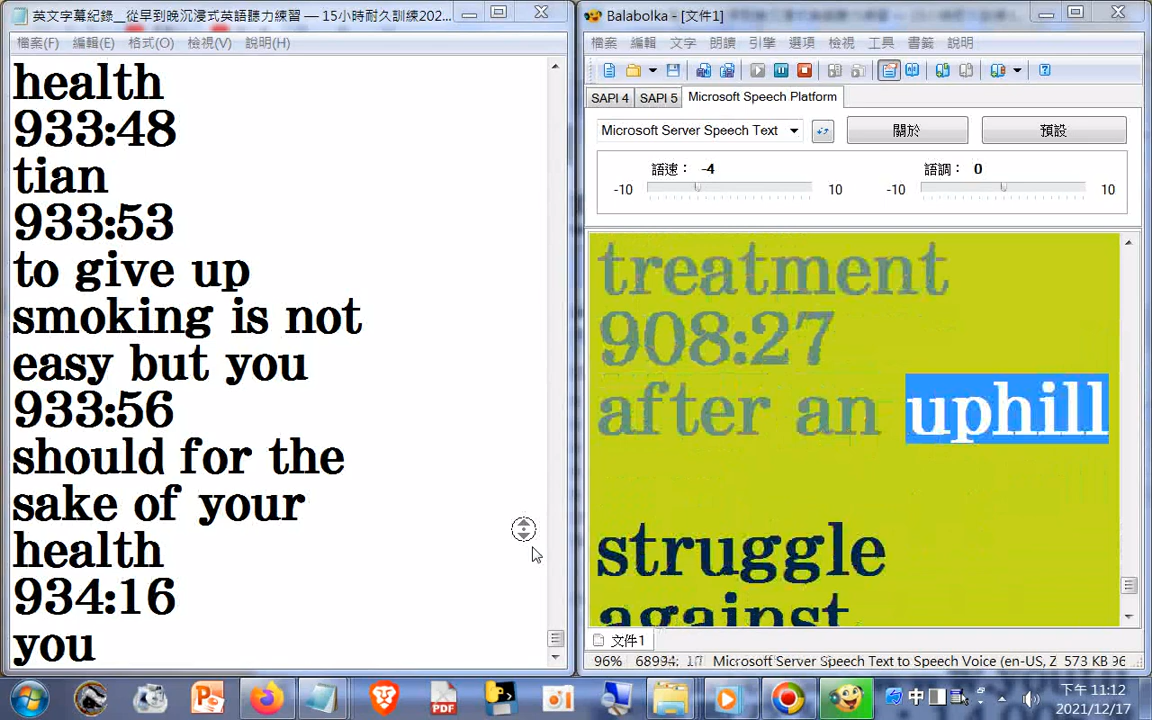 英文字幕紀錄__從早到晚沉浸式英語聽力練習 — 15小時耐久訓練202...
檔案(F) 編輯(E) 格式(O) 檢視(V) 說明(H)
health
933:48
tian
933:53
to give up
smoking is not
easy but you
933:56
should for the
sake of your
health
934:16
you
Balabolka - [文件1]
檔案 編輯 文字 朗讀 引擎 選項 檢視 工具 書籤 說明
SAPI 4 SAPI 5 Microsoft Speech Platform
Microsoft Server Speech Text 關於 預設
語速: -4 語調: 0
-10 10 -10 10
treatment
908:27
after an uphill
struggle
against
文件1
96% 68994: 17 Microsoft Server Speech Text to Speech Voice (en-US, Z 573 KB 96
中 下午 11:12
2021/12/17